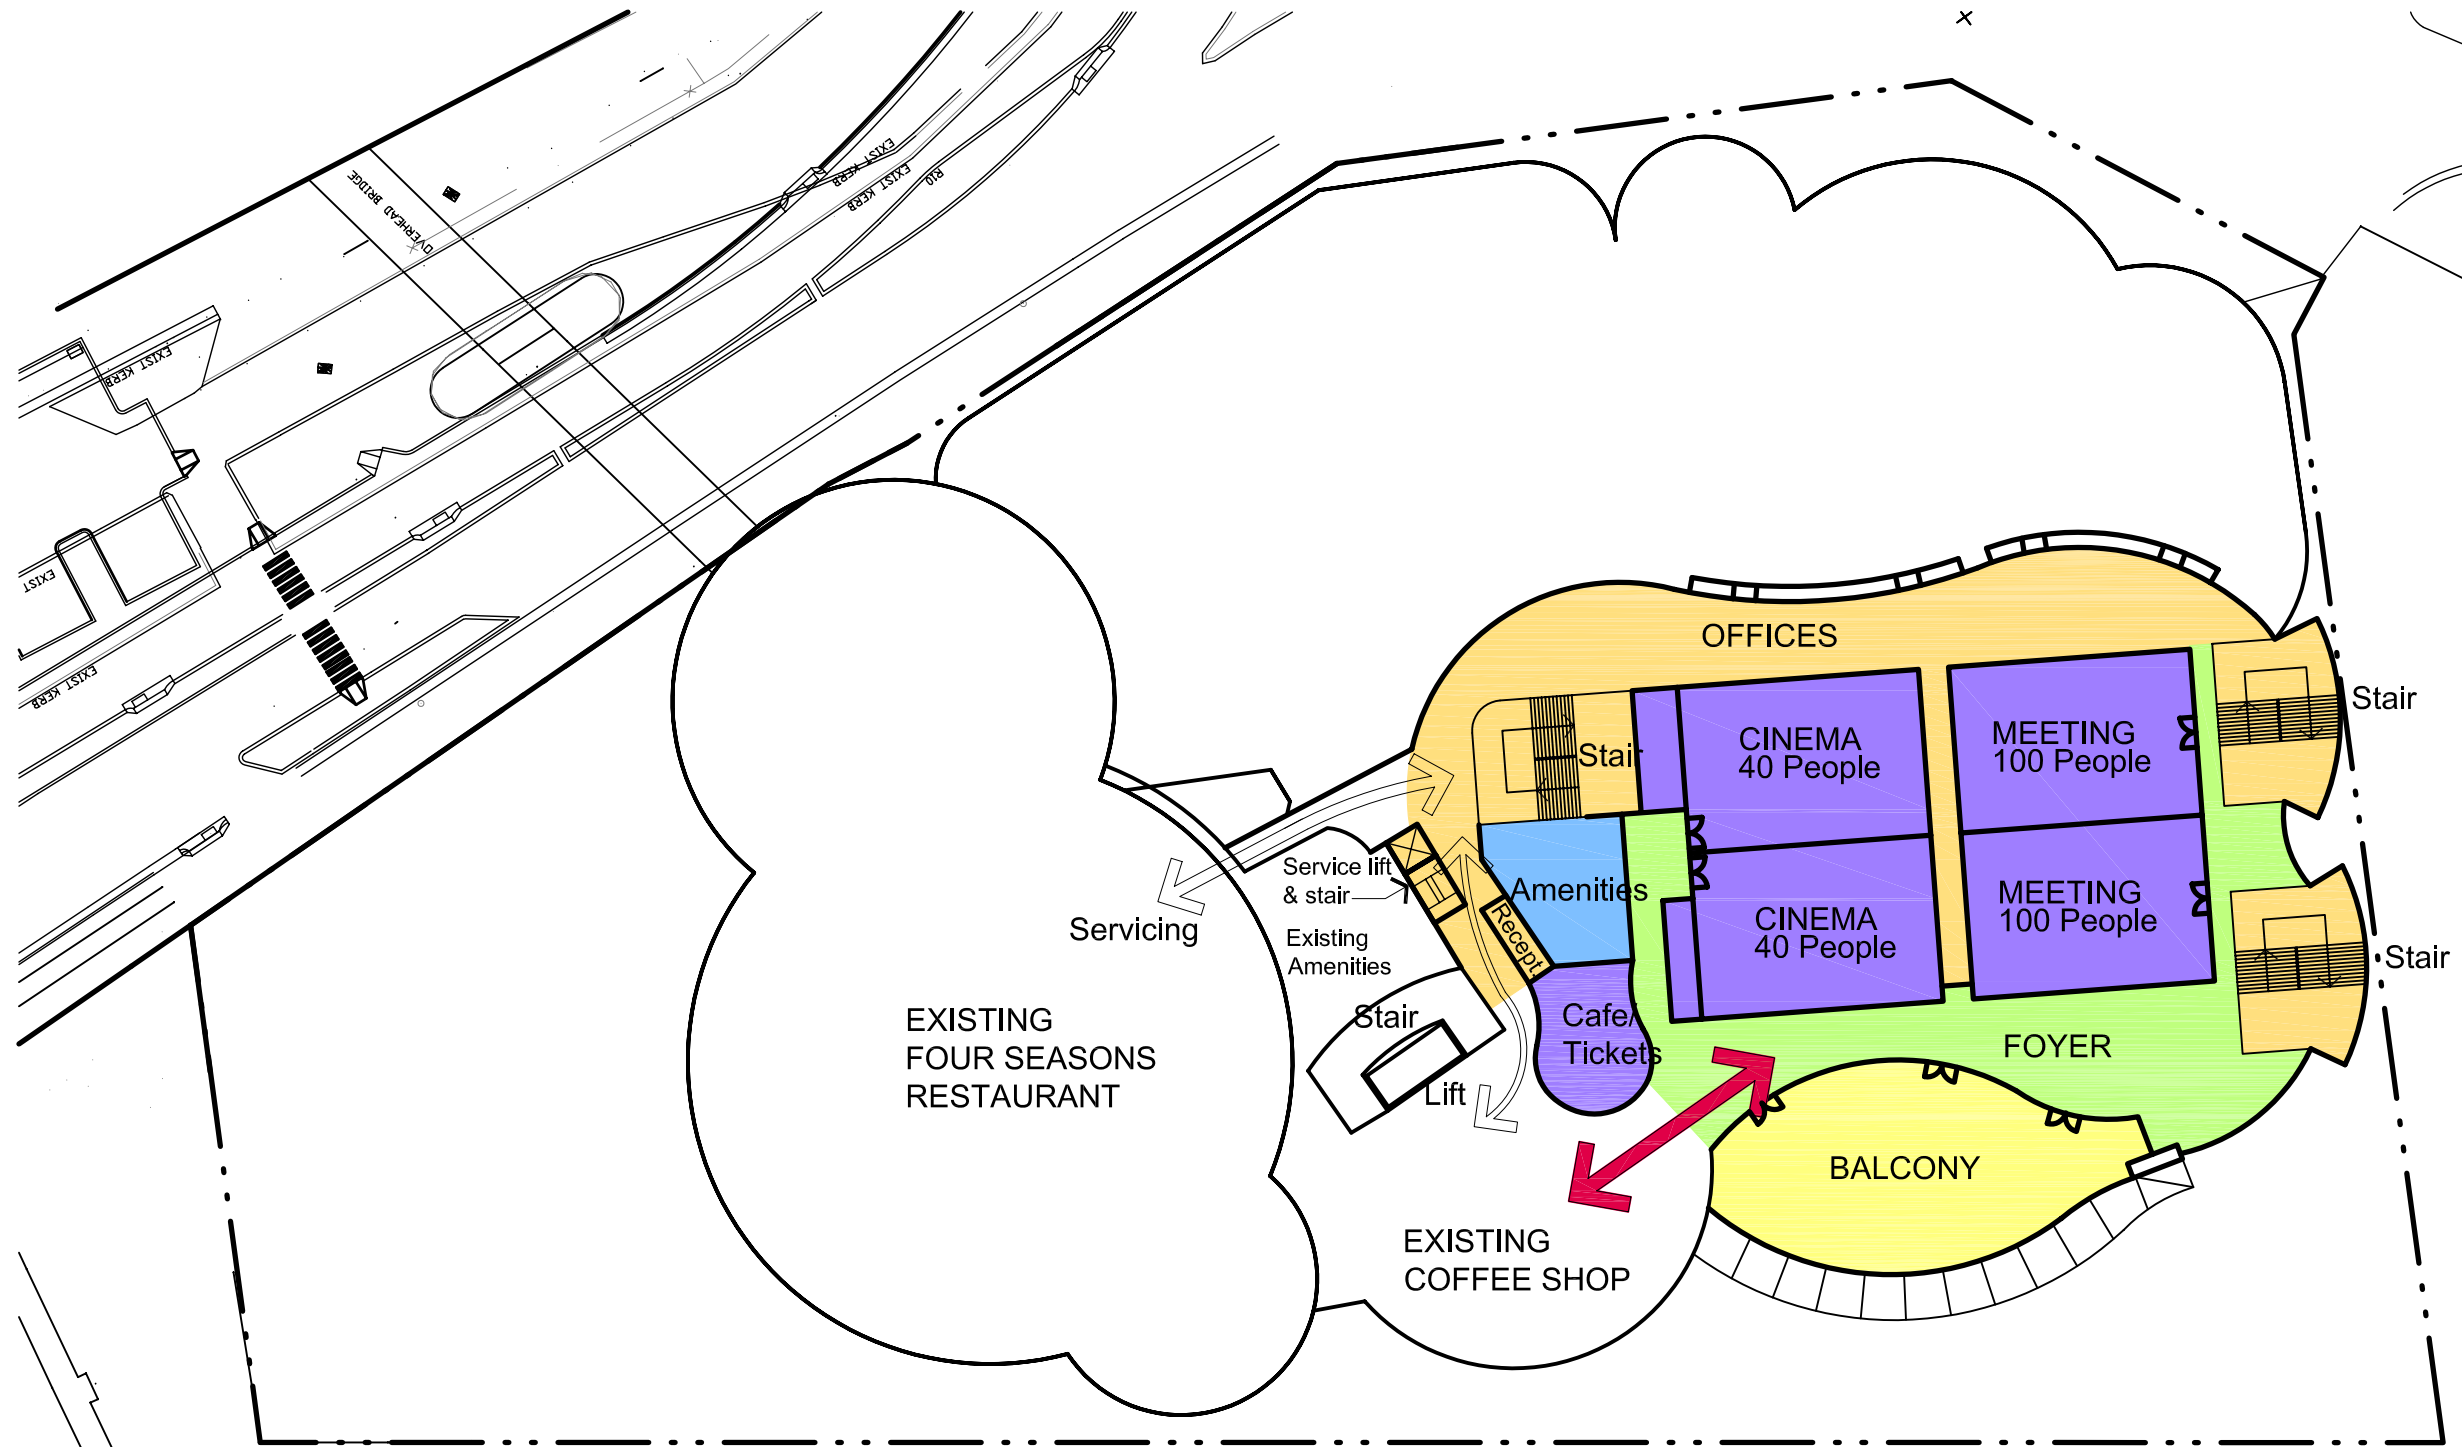 OVERHEAD BRIDGE
EXIST KERB
EXIST KERB
R10
EXIST KERB
EXIST
EXIST KERB
OFFICES
Stair
CINEMA
40 People
MEETING
100 People
Stair
Service lift
& stair
Amenities
CINEMA
40 People
MEETING
100 People
Recept.
Servicing
Existing
Amenities
Stair
Stair
Cafe/
Tickets
FOYER
EXISTING
FOUR SEASONS
RESTAURANT
Lift
BALCONY
EXISTING
COFFEE SHOP